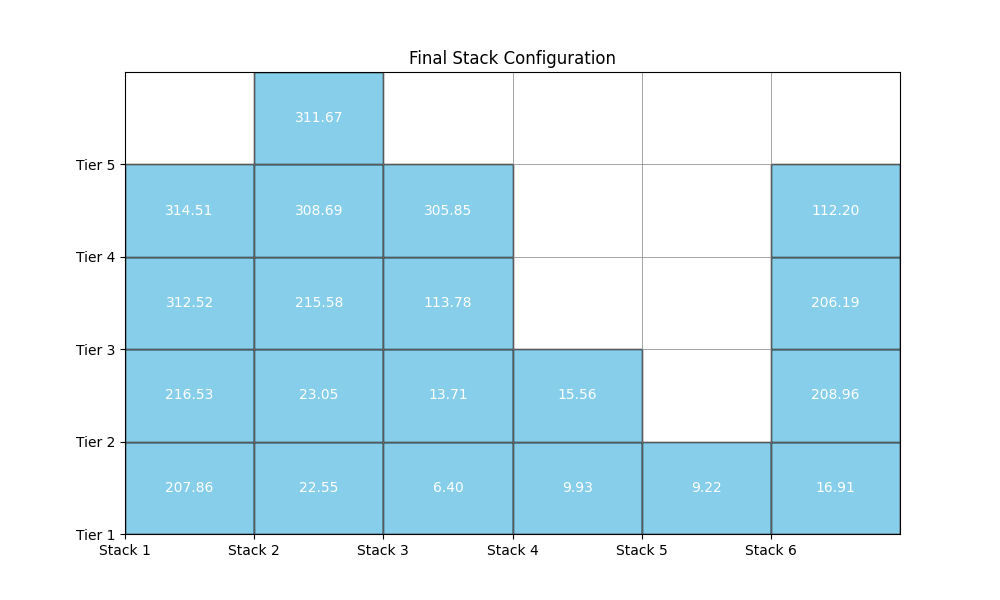 Final Stack Configuration
311.67
Tier 5
314.51 308.69 305.85 112.20
Tier 4
312.52 215.58 113.78 206.19
Tier 3
216.53 23.05 13.71 15.56 208.96
Tier 2
207.86 22.55 6.40 9.93 9.22 16.91
Tier 1
Stack 1 Stack 2 Stack 3 Stack 4 Stack 5 Stack 6